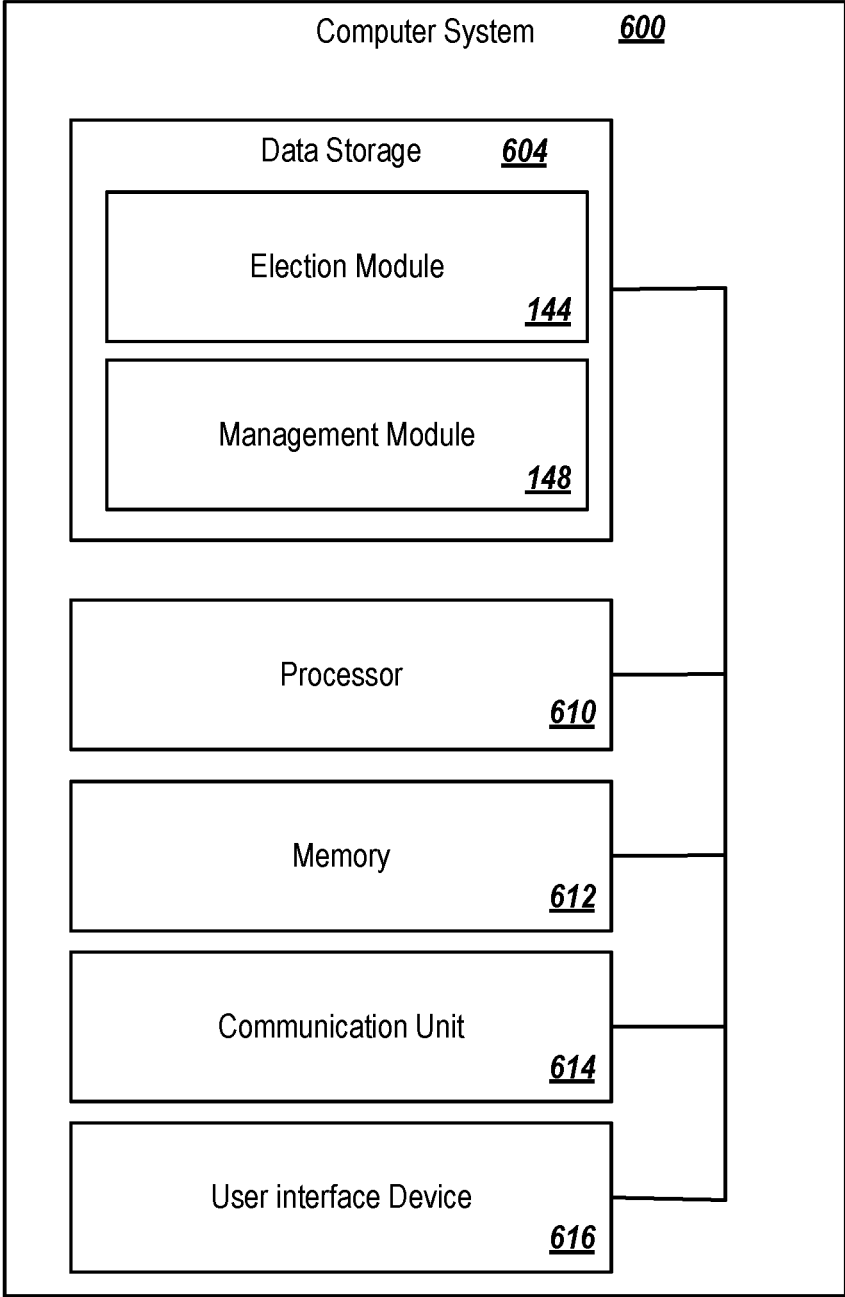 Computer System 600
Data Storage 604
Election Module
144
Management Module
148
Processor
610
Memory
612
Communication Unit
614
User interface Device
616